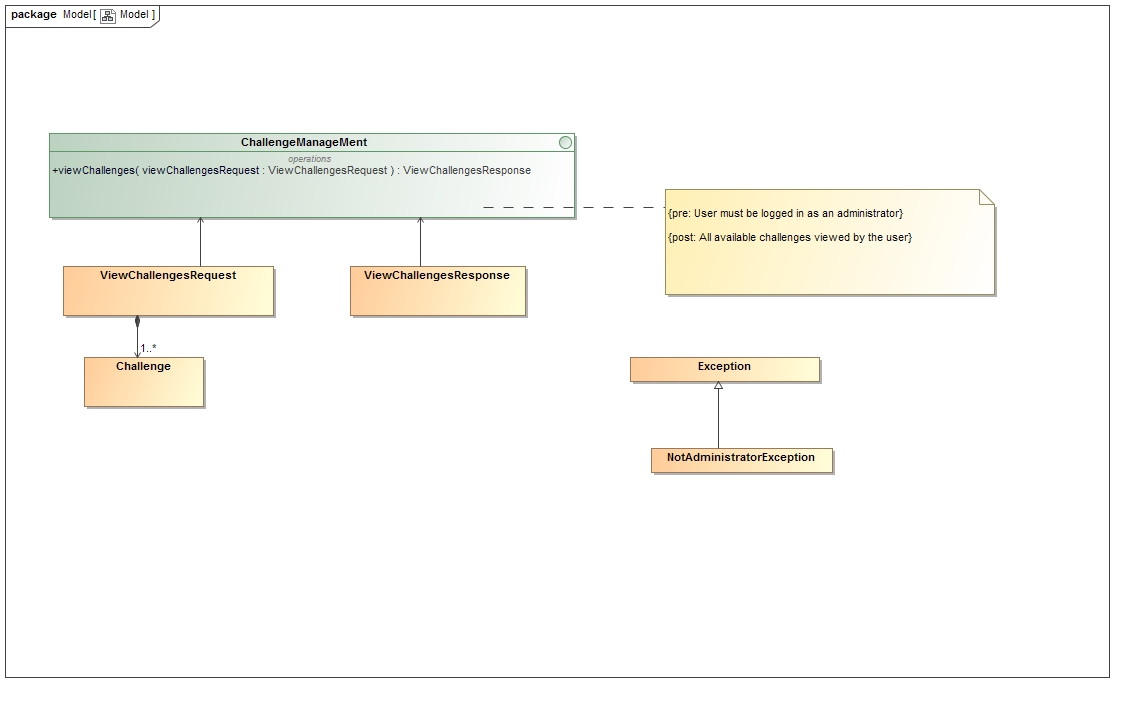 package Model[ Model ]
ChallengeManageMent
operations
+viewChallenges( viewChallengesRequest : ViewChallengesRequest ) : ViewChallengesResponse
{pre: User must be logged in as an administrator}
{post: All available challenges viewed by the user}
ViewChallengesRequest
ViewChallengesResponse
1..*
Challenge
Exception
NotAdministratorException